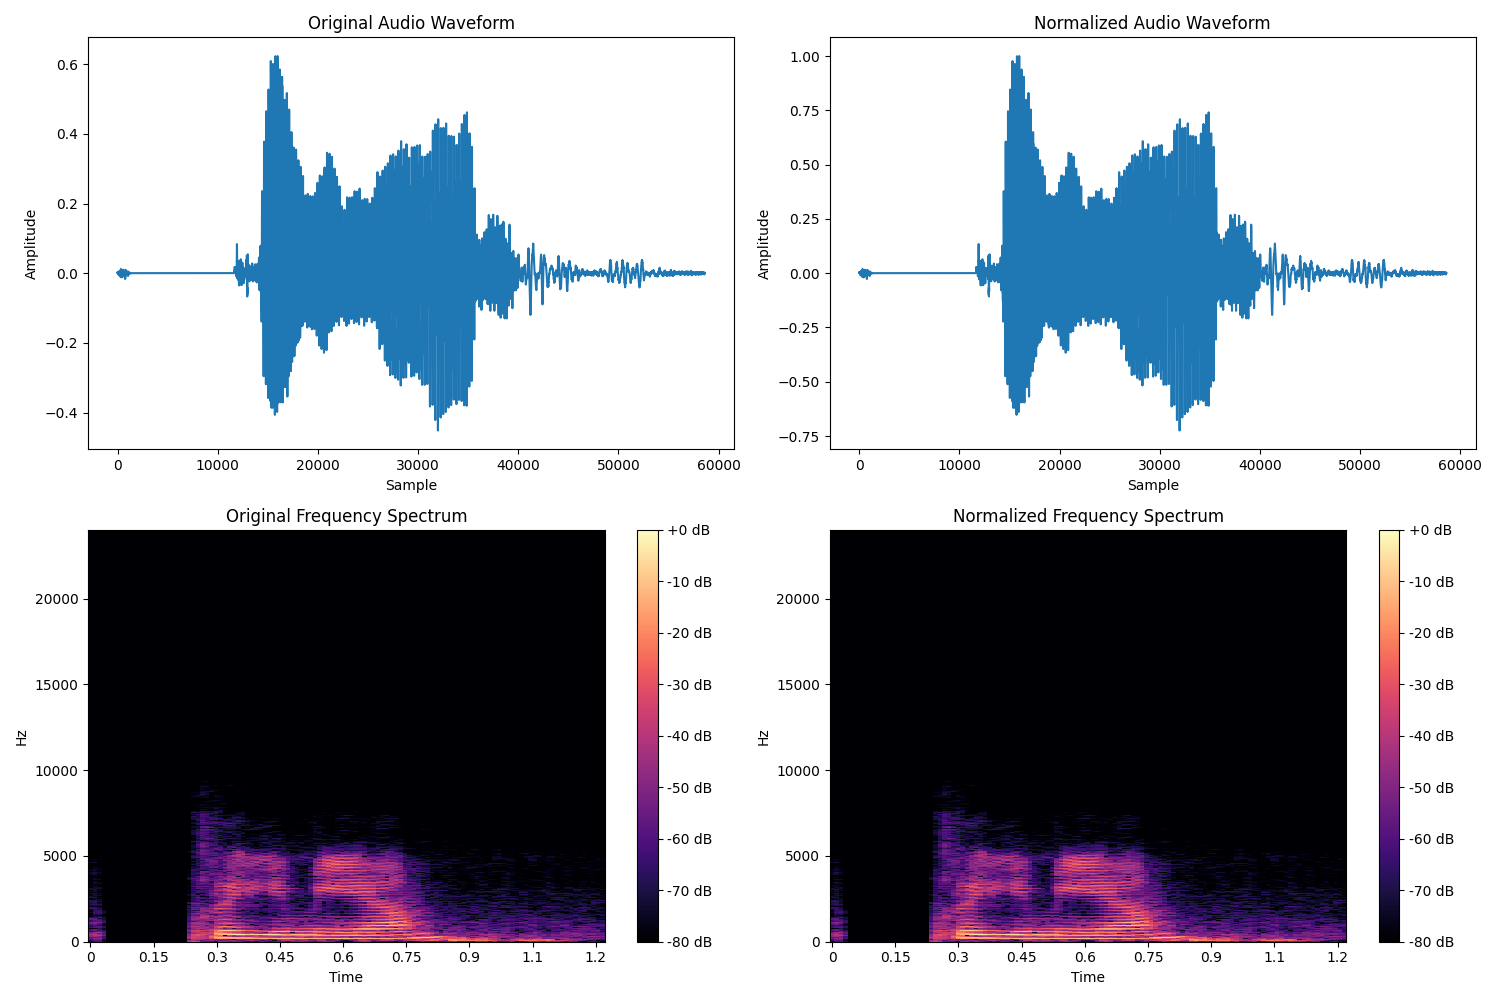 Original Audio Waveform
Amplitude
0.6
0.4
0.2
0.0
−0.2
−0.4
0 10000 20000 30000 40000 50000 60000
Sample
Normalized Audio Waveform
Amplitude
1.00
0.75
0.50
0.25
0.00
−0.25
−0.50
−0.75
0 10000 20000 30000 40000 50000 60000
Sample
Original Frequency Spectrum
Hz
20000
15000
10000
5000
0
0 0.15 0.3 0.45 0.6 0.75 0.9 1.1 1.2
Time
+0 dB
-10 dB
-20 dB
-30 dB
-40 dB
-50 dB
-60 dB
-70 dB
-80 dB
Normalized Frequency Spectrum
Hz
20000
15000
10000
5000
0
0 0.15 0.3 0.45 0.6 0.75 0.9 1.1 1.2
Time
+0 dB
-10 dB
-20 dB
-30 dB
-40 dB
-50 dB
-60 dB
-70 dB
-80 dB